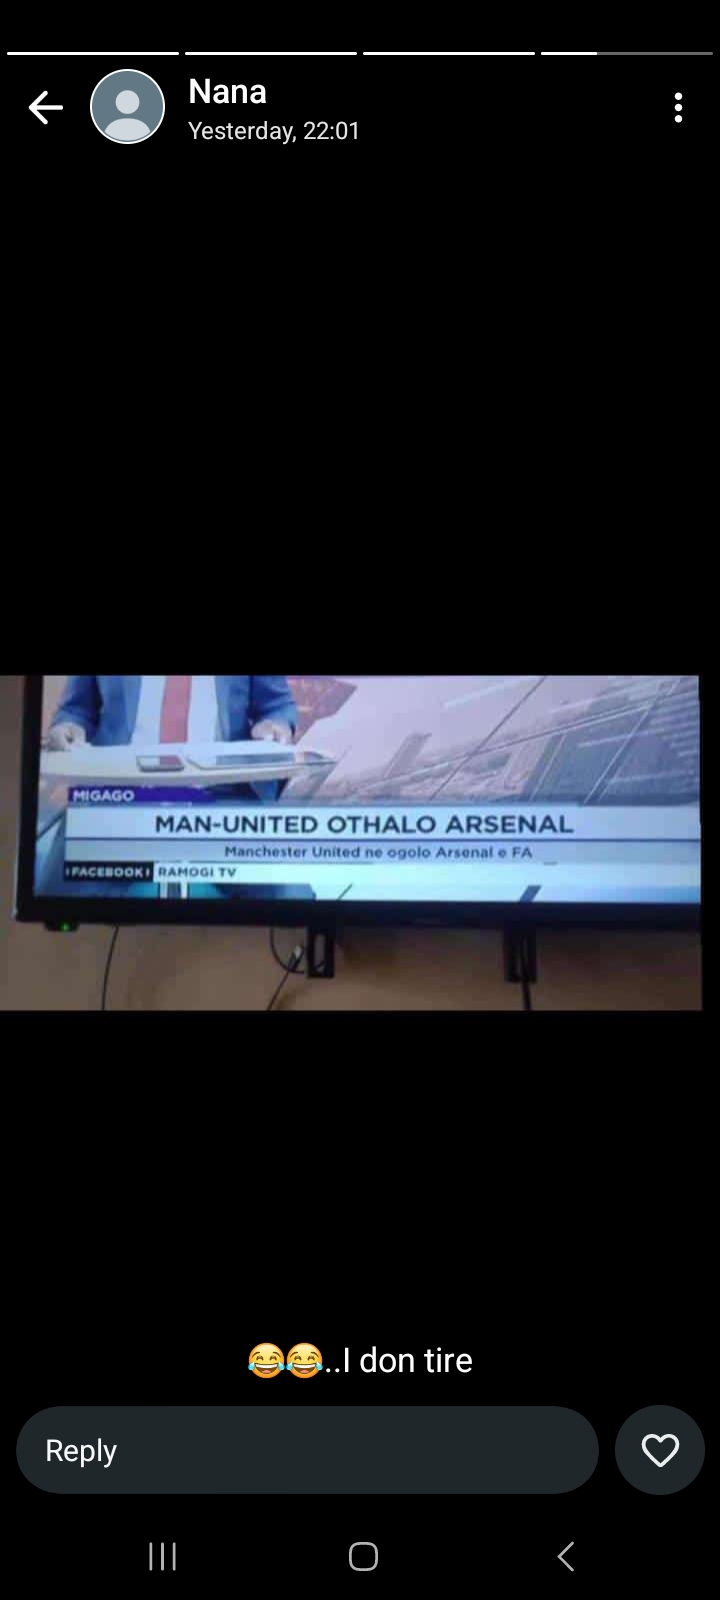 Nana
Yesterday, 22:01
MIGAGO
MAN-UNITED OTHALO ARSENAL
Manchester United ne ogolo Arsenal e FA
FACEBOOK RAMOGI TV
😂😂..I don tire
Reply